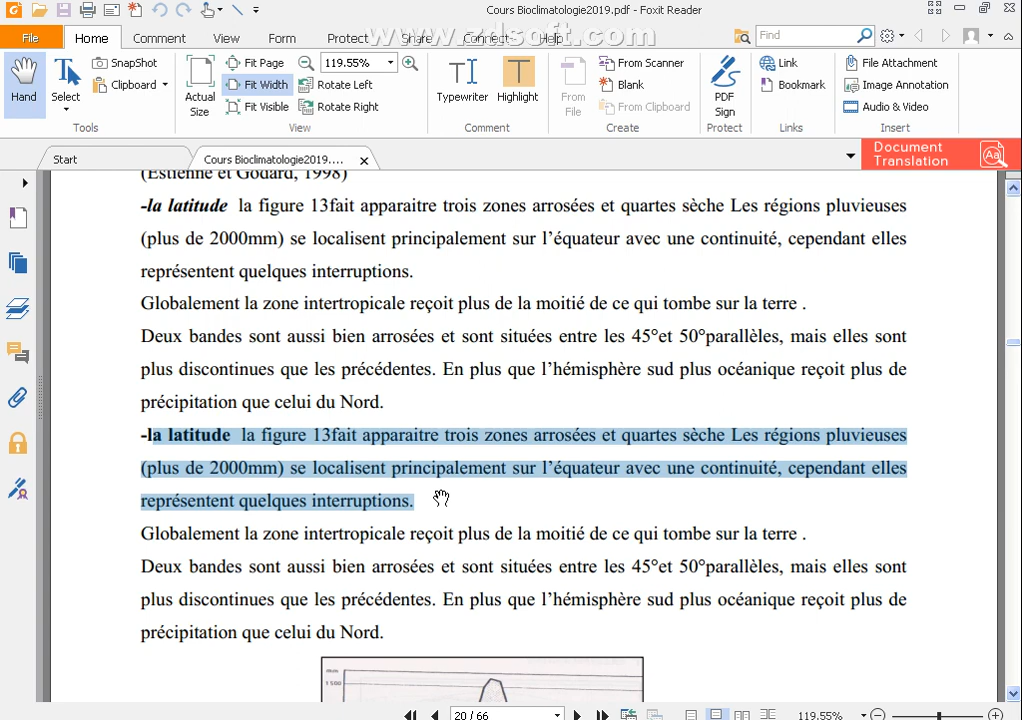 Cours Bioclimatologie2019.pdf - Foxit Reader
File Home Comment View Form Protect Share Connect Help Find
www.zdsoft.com
Hand Select SnapShot Clipboard Actual Size Fit Page Fit Width Fit Visible 119.55% Rotate Left Rotate Right Typewriter Highlight From File From Scanner Blank From Clipboard PDF Sign Link Bookmark File Attachment Image Annotation Audio & Video
Tools View Comment Create Protect Links Insert
Start Cours Bioclimatologie2019.... Document Translation
(Estienne et Godard, 1998)
-la latitude la figure 13fait apparaitre trois zones arrosées et quartes sèche Les régions pluvieuses
(plus de 2000mm) se localisent principalement sur l’équateur avec une continuité, cependant elles
représentent quelques interruptions.
Globalement la zone intertropicale reçoit plus de la moitié de ce qui tombe sur la terre .
Deux bandes sont aussi bien arrosées et sont situées entre les 45°et 50°parallèles, mais elles sont
plus discontinues que les précédentes. En plus que l’hémisphère sud plus océanique reçoit plus de
précipitation que celui du Nord.
-la latitude la figure 13fait apparaitre trois zones arrosées et quartes sèche Les régions pluvieuses
(plus de 2000mm) se localisent principalement sur l’équateur avec une continuité, cependant elles
représentent quelques interruptions.
Globalement la zone intertropicale reçoit plus de la moitié de ce qui tombe sur la terre .
Deux bandes sont aussi bien arrosées et sont situées entre les 45°et 50°parallèles, mais elles sont
plus discontinues que les précédentes. En plus que l’hémisphère sud plus océanique reçoit plus de
précipitation que celui du Nord.
mm
1 500
20 / 66 119.55%